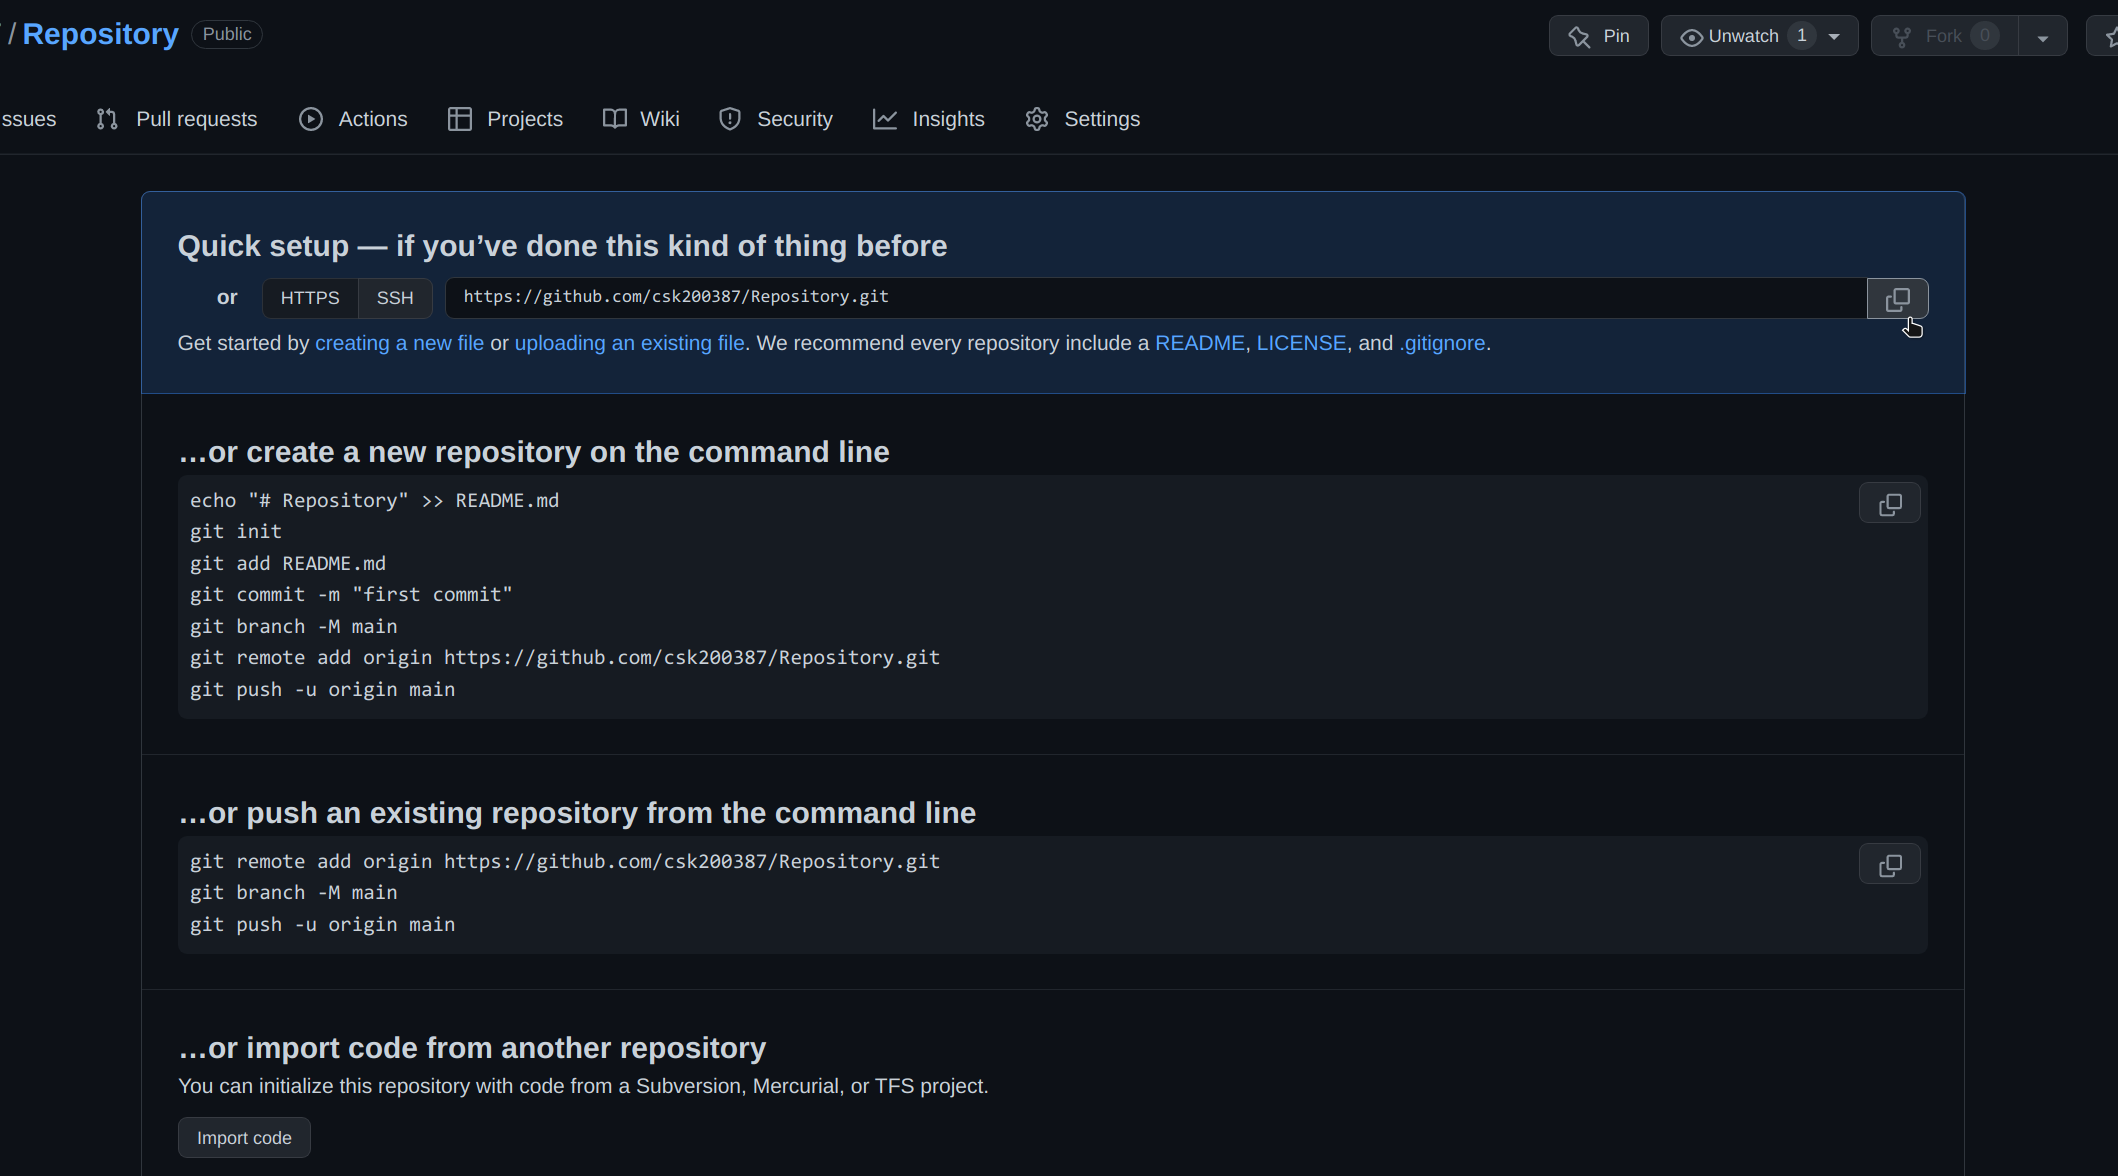 / Repository Public Pin Unwatch 1 Fork 0
ssues Pull requests Actions Projects Wiki Security Insights Settings
Quick setup — if you’ve done this kind of thing before
or HTTPS SSH https://github.com/csk200387/Repository.git
Get started by creating a new file or uploading an existing file. We recommend every repository include a README, LICENSE, and .gitignore.
…or create a new repository on the command line
echo "# Repository" >> README.md
git init
git add README.md
git commit -m "first commit"
git branch -M main
git remote add origin https://github.com/csk200387/Repository.git
git push -u origin main
…or push an existing repository from the command line
git remote add origin https://github.com/csk200387/Repository.git
git branch -M main
git push -u origin main
…or import code from another repository
You can initialize this repository with code from a Subversion, Mercurial, or TFS project.
Import code